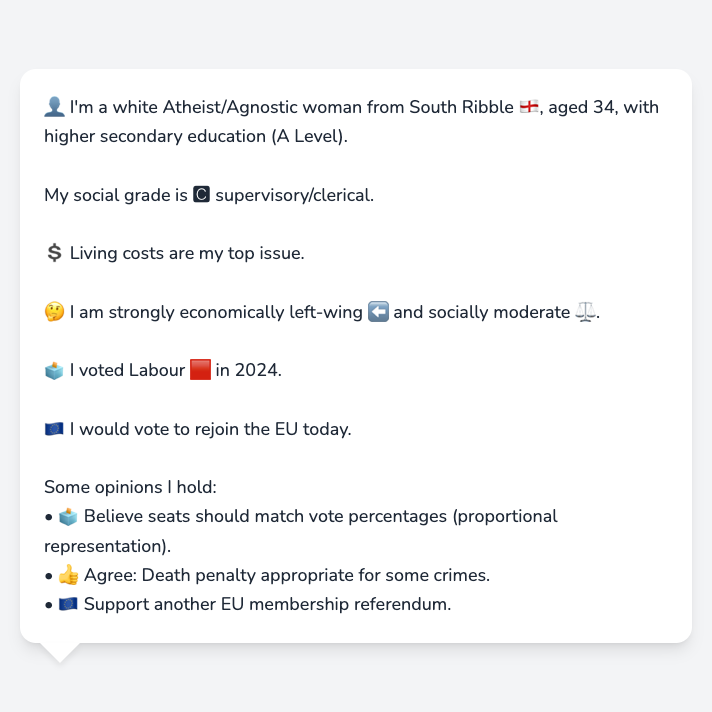 👤 I'm a white Atheist/Agnostic woman from South Ribble 🏴󠁧󠁢󠁥󠁮󠁧󠁿, aged 34, with
higher secondary education (A Level).
My social grade is 🅲 supervisory/clerical.
💲 Living costs are my top issue.
🤔 I am strongly economically left-wing ⬅️ and socially moderate ⚖️.
🗳️ I voted Labour 🟥 in 2024.
🇪🇺 I would vote to rejoin the EU today.
Some opinions I hold:
• 🗳️ Believe seats should match vote percentages (proportional
representation).
• 👍 Agree: Death penalty appropriate for some crimes.
• 🇪🇺 Support another EU membership referendum.